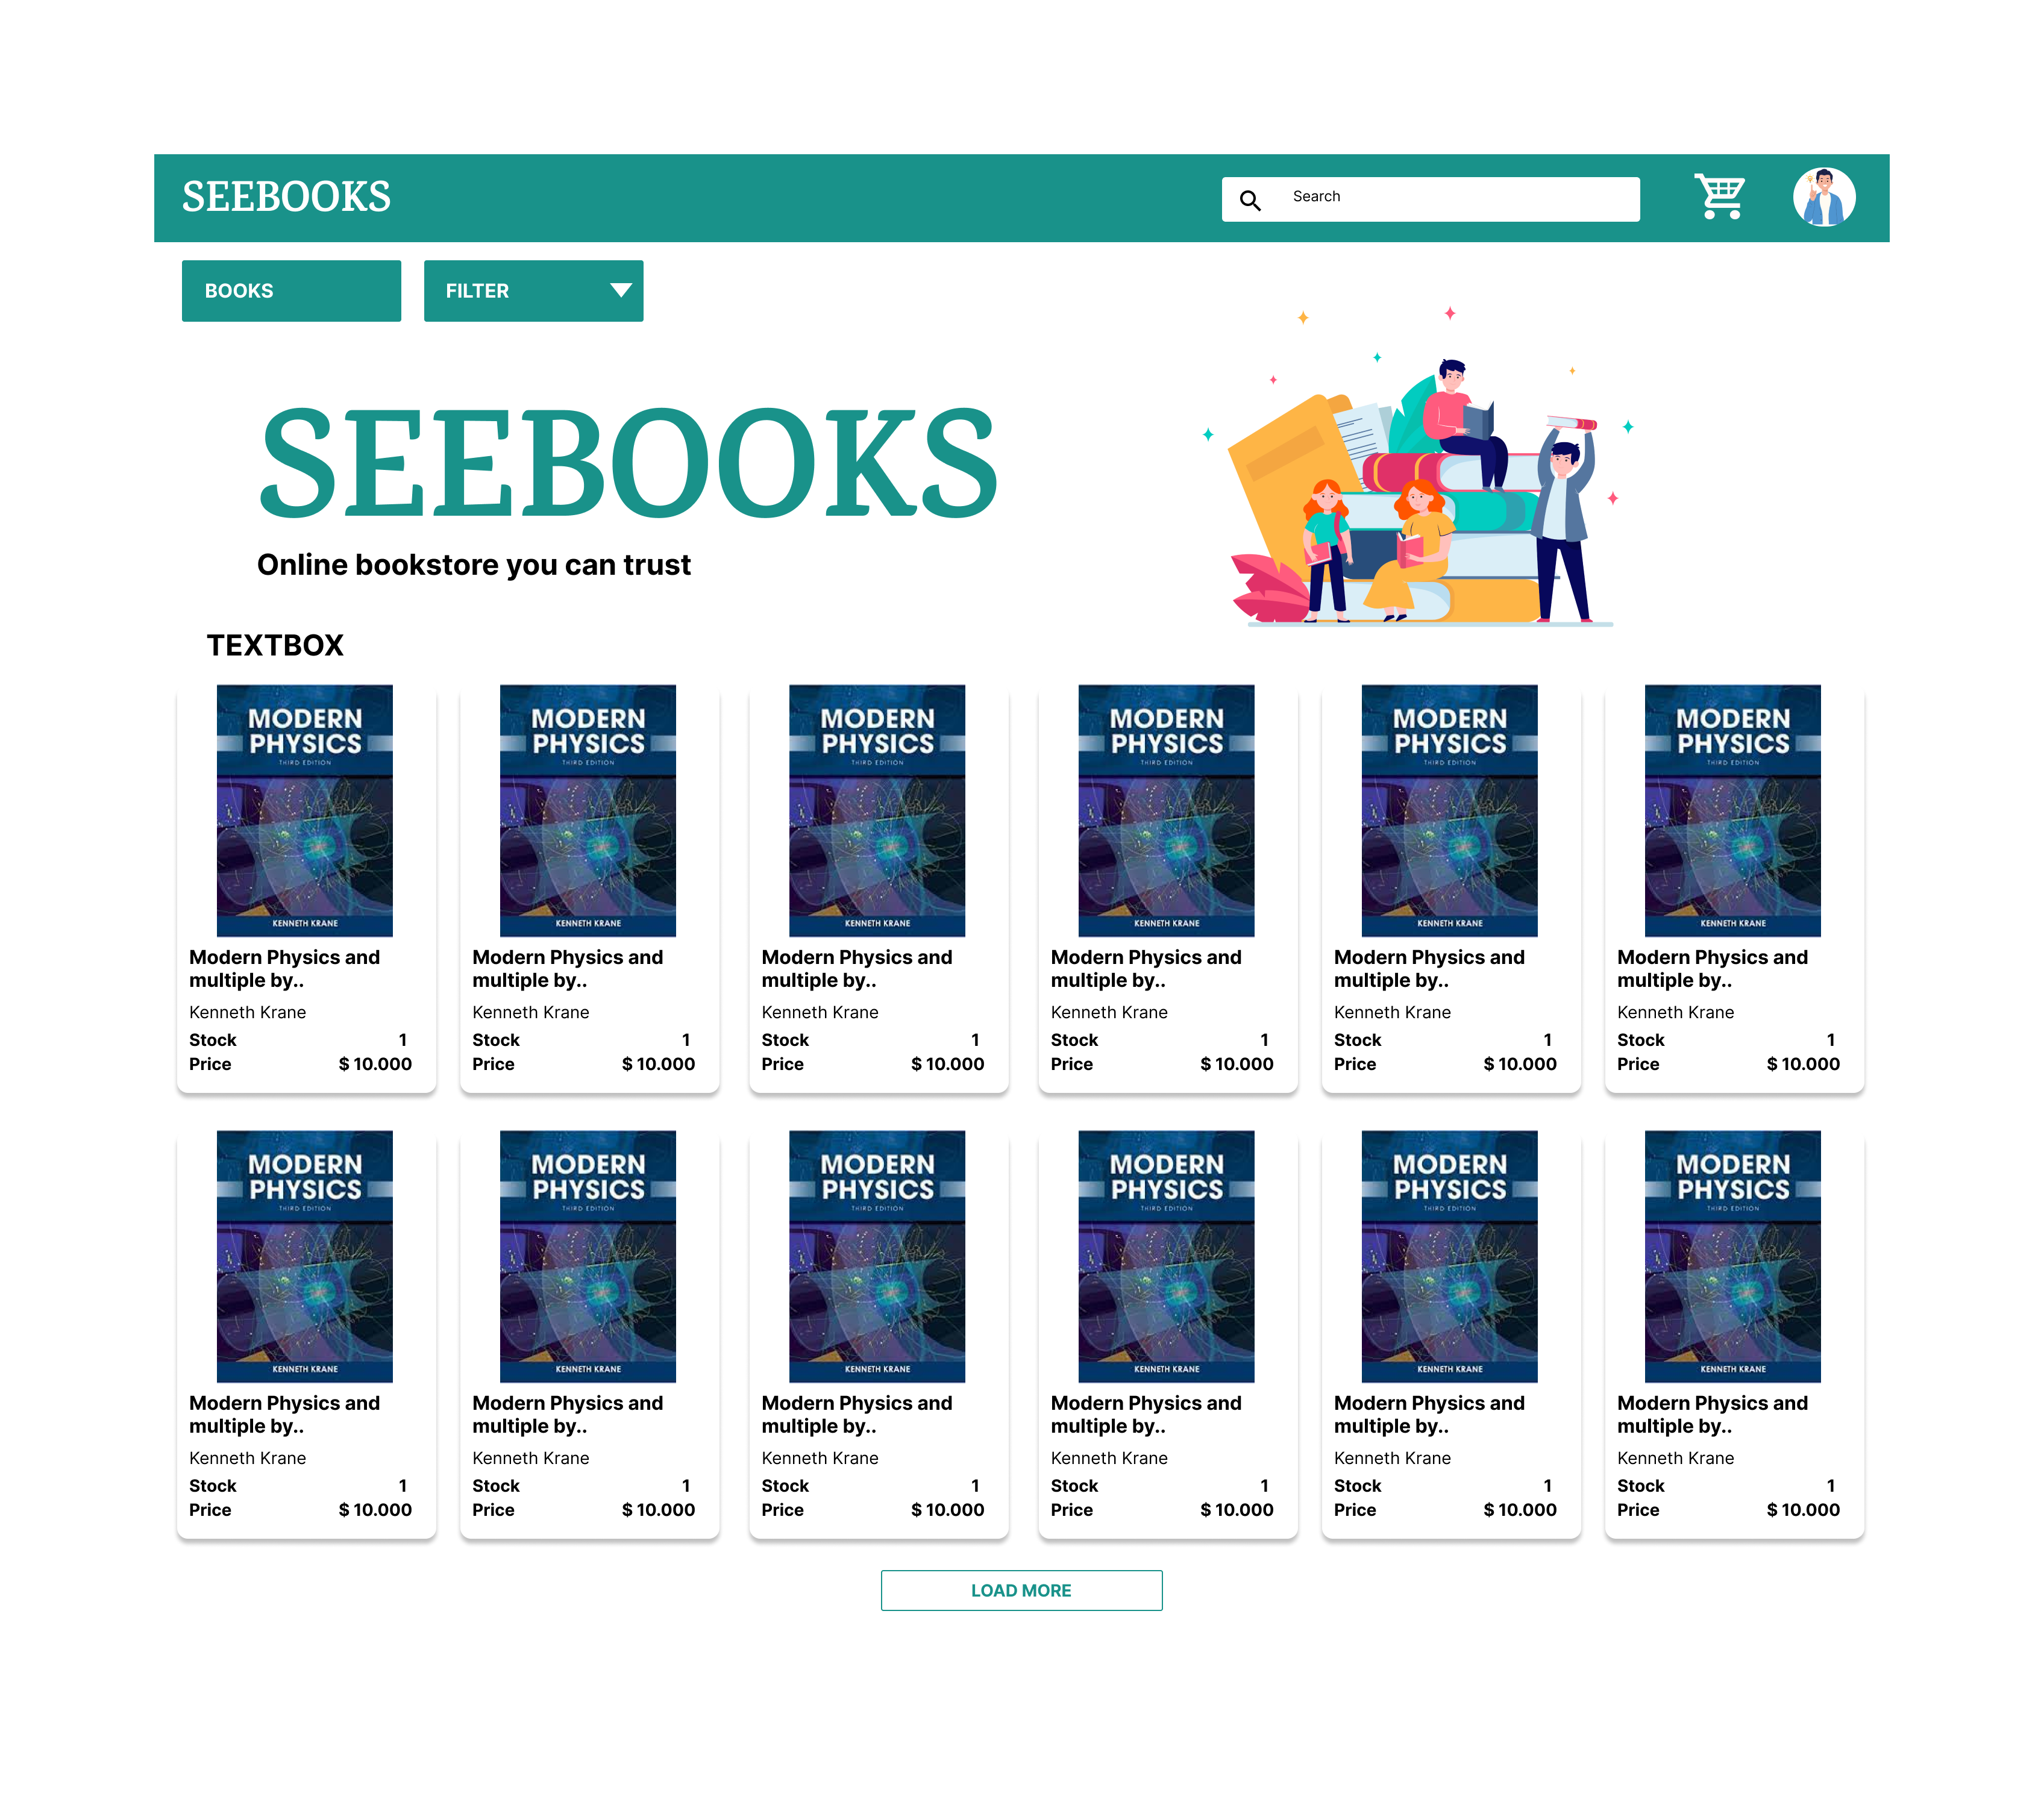 SEEBOOKS
Search
BOOKS
FILTER
SEEBOOKS
Online bookstore you can trust
TEXTBOX
MODERN
PHYSICS
THIRD EDITION
KENNETH KRANE
Modern Physics and
multiple by..
Kenneth Krane
Stock 1
Price $ 10.000
MODERN
PHYSICS
THIRD EDITION
KENNETH KRANE
Modern Physics and
multiple by..
Kenneth Krane
Stock 1
Price $ 10.000
MODERN
PHYSICS
THIRD EDITION
KENNETH KRANE
Modern Physics and
multiple by..
Kenneth Krane
Stock 1
Price $ 10.000
MODERN
PHYSICS
THIRD EDITION
KENNETH KRANE
Modern Physics and
multiple by..
Kenneth Krane
Stock 1
Price $ 10.000
MODERN
PHYSICS
THIRD EDITION
KENNETH KRANE
Modern Physics and
multiple by..
Kenneth Krane
Stock 1
Price $ 10.000
MODERN
PHYSICS
THIRD EDITION
KENNETH KRANE
Modern Physics and
multiple by..
Kenneth Krane
Stock 1
Price $ 10.000
MODERN
PHYSICS
THIRD EDITION
KENNETH KRANE
Modern Physics and
multiple by..
Kenneth Krane
Stock 1
Price $ 10.000
MODERN
PHYSICS
THIRD EDITION
KENNETH KRANE
Modern Physics and
multiple by..
Kenneth Krane
Stock 1
Price $ 10.000
MODERN
PHYSICS
THIRD EDITION
KENNETH KRANE
Modern Physics and
multiple by..
Kenneth Krane
Stock 1
Price $ 10.000
MODERN
PHYSICS
THIRD EDITION
KENNETH KRANE
Modern Physics and
multiple by..
Kenneth Krane
Stock 1
Price $ 10.000
MODERN
PHYSICS
THIRD EDITION
KENNETH KRANE
Modern Physics and
multiple by..
Kenneth Krane
Stock 1
Price $ 10.000
MODERN
PHYSICS
THIRD EDITION
KENNETH KRANE
Modern Physics and
multiple by..
Kenneth Krane
Stock 1
Price $ 10.000
LOAD MORE